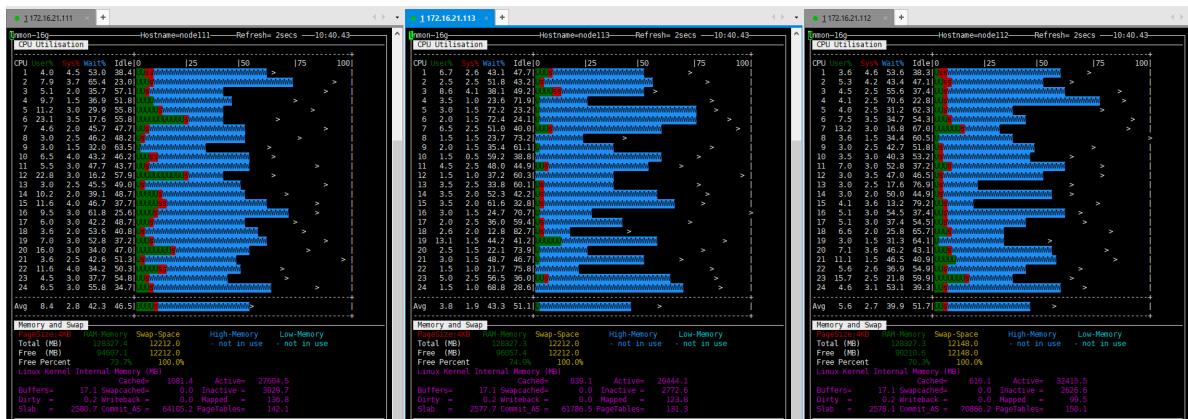 1 172.16.21.111
nmon-16g Hostname=node111 Refresh= 2secs 10:40.43
CPU Utilisation
CPU User% Sys% Wait% Idle|0 |25 |50 |75 100|
1 4.0 4.5 53.0 38.4
2 7.9 3.7 65.4 23.0
3 5.1 2.0 35.7 57.1
4 9.7 1.5 36.9 51.8
5 11.2 3.0 29.9 55.8
6 23.1 3.5 17.6 55.8
7 4.6 2.0 45.7 47.7
8 3.0 2.5 46.2 48.2
9 3.0 1.5 32.0 63.5
10 6.5 4.0 43.2 46.2
11 5.5 3.0 47.7 43.7
12 22.8 3.0 16.2 57.9
13 3.0 2.5 45.5 49.0
14 10.2 2.0 39.1 48.7
15 11.6 4.0 46.7 37.7
16 9.5 3.0 61.8 25.6
17 6.0 3.0 42.2 48.7
18 3.6 2.0 53.6 40.8
19 7.0 3.0 52.8 37.2
20 16.0 3.0 34.0 47.0
21 3.6 2.5 42.6 51.3
22 11.6 4.0 34.2 50.3
23 4.5 3.0 37.7 54.8
24 6.5 3.0 55.8 34.7
Avg 8.4 2.8 42.3 46.5
Memory and Swap
PageSize:4KB RAM-Memory Swap-Space High-Memory Low-Memory
Total (MB) 128327.4 12212.0 - not in use - not in use
Free (MB) 94607.1 12212.0
Free Percent 73.7% 100.0%
Linux Kernel Internal Memory (MB)
Cached= 1081.4 Active= 27604.5
Buffers= 17.1 Swapcached= 0.0 Inactive = 3029.7
Dirty = 0.2 Writeback = 0.0 Mapped = 136.8
Slab = 2580.7 Commit_AS = 64105.2 PageTables= 142.1
1 172.16.21.113
nmon-16g Hostname=node113 Refresh= 2secs 10:40.43
CPU Utilisation
CPU User% Sys% Wait% Idle|0 |25 |50 |75 100|
1 6.7 2.6 43.1 47.7
2 2.5 2.5 51.8 43.2
3 8.6 4.1 38.1 49.2
4 3.5 1.0 23.6 71.9
5 3.0 1.5 72.2 23.2
6 2.0 1.5 72.4 24.1
7 6.5 2.5 51.0 40.0
8 1.5 1.5 23.7 73.2
9 2.0 1.5 35.4 61.1
10 1.5 0.5 59.2 38.8
11 4.5 2.5 48.0 44.9
12 1.5 1.0 37.2 60.3
13 3.5 2.5 33.8 60.1
14 3.5 2.0 52.3 42.2
15 3.5 2.0 61.6 32.8
16 3.0 1.5 24.7 70.7
17 2.0 2.5 36.0 59.4
18 2.6 2.0 12.8 82.7
19 13.1 1.5 44.2 41.2
20 2.5 1.5 22.1 73.9
21 3.0 1.5 48.7 46.7
22 1.5 1.0 21.7 75.8
23 5.0 2.5 56.5 36.0
24 1.5 1.0 68.8 28.6
Avg 3.8 1.9 43.3 51.1
Memory and Swap
PageSize:4KB RAM-Memory Swap-Space High-Memory Low-Memory
Total (MB) 128327.3 12212.0 - not in use - not in use
Free (MB) 96057.4 12212.0
Free Percent 74.9% 100.0%
Linux Kernel Internal Memory (MB)
Cached= 839.1 Active= 26444.1
Buffers= 17.1 Swapcached= 0.0 Inactive = 2772.6
Dirty = 0.2 Writeback = 0.0 Mapped = 123.8
Slab = 2577.7 Commit_AS = 61786.5 PageTables= 131.3
1 172.16.21.112
nmon-16g Hostname=node112 Refresh= 2secs 10:40.43
CPU Utilisation
CPU User% Sys% Wait% Idle|0 |25 |50 |75 100|
1 3.6 4.6 53.6 38.3
2 5.3 4.2 43.4 47.1
3 4.5 2.5 55.6 37.4
4 4.1 2.5 70.6 22.8
5 4.0 2.5 31.2 62.3
6 7.5 3.5 34.7 54.3
7 13.2 3.0 16.8 67.0
8 3.6 1.5 34.4 60.5
9 3.0 2.5 42.7 51.8
10 3.5 3.0 40.3 53.2
11 7.0 3.0 52.8 37.2
12 3.0 3.5 47.0 46.5
13 3.0 2.5 17.6 76.9
14 3.0 2.0 50.0 44.9
15 4.1 3.6 13.2 79.2
16 5.1 3.0 54.5 37.4
17 5.1 3.0 37.4 54.5
18 6.6 2.0 25.8 65.7
19 3.0 1.5 31.3 64.1
20 7.1 3.6 46.2 43.1
21 11.1 1.5 46.5 40.9
22 5.6 6.6 36.9 54.9
23 15.7 2.5 21.8 59.9
24 4.6 3.1 53.1 39.3
Avg 5.6 2.7 39.9 51.7
Memory and Swap
PageSize:4KB RAM-Memory Swap-Space High-Memory Low-Memory
Total (MB) 128327.3 12148.0 - not in use - not in use
Free (MB) 90210.6 12148.0
Free Percent 70.3% 100.0%
Linux Kernel Internal Memory (MB)
Cached= 616.1 Active= 32415.5
Buffers= 17.1 Swapcached= 0.0 Inactive = 2626.6
Dirty = 0.2 Writeback = 0.0 Mapped = 99.5
Slab = 2578.1 Commit_AS = 70866.2 PageTables= 150.1